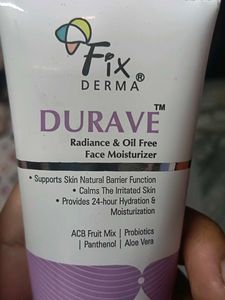 Fix
DERMA®
DURAVE™
Radiance & Oil Free
Face Moisturizer
• Supports Skin Natural Barrier Function
• Calms The Irritated Skin
• Provides 24-hour Hydration &
Moisturization
ACB Fruit Mix | Probiotics
| Panthenol | Aloe Vera